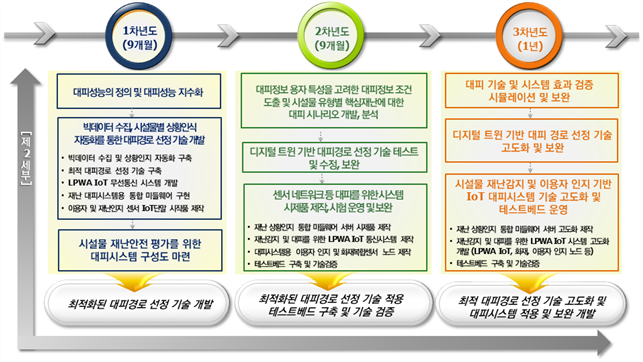 1차년도
(9개월)
2차년도
(9개월)
3차년도
(1년)
[제2세부]
대피성능의 정의 및 대피성능 지수화
빅데이터 수집, 시설물별 상황인식
자동화를 통한 대피경로 선정 기술 개발
• 빅데이터 수집 및 상황인지 자동화 구축
• 최적 대피경로 선정 기술 구축
• LPWA IoT 무선통신 시스템 개발
• 재난 대피시스템용 통합 미들웨어 구현
• 이용자 및 재난인지 센서 IoT단말 시제품 제작
시설물 재난안전 평가를 위한
대피시스템 구성도 마련
최적화된 대피경로 선정 기술 개발
대피정보 용자 특성을 고려한 대피정보 조건
도출 및 시설물 유형별 핵심재난에 대한
대피 시나리오 개발, 분석
디지털 트윈 기반 대피경로 선정 기술 테스트
및 수정, 보완
센서 네트워크 등 대피를 위한 시스템
시제품 제작, 시험 운영 및 보완
• 재난 상황인지 통합 미들웨어 서버 시제품 제작
• 재난감지 및 대피를 위한 LPWA IoT 통신시스템 제작
• 대피시스템용 이용자 인지 및 화재복합센서 노드 제작
• 테스트베드 구축 및 기술검증
최적화된 대피경로 선정 기술 적용
테스트베드 구축 및 기술 검증
대피 기술 및 시스템 효과 검증
시뮬레이션 및 보완
디지털 트윈 기반 대피 경로 선정 기술
고도화 및 보완
시설물 재난감지 및 이용자 인지 기반
IoT 대피시스템 기술 고도화 및
테스트베드 운영
• 재난 상황인지 통합 미들웨어 서버 고도화 제작
• 재난감지 및 대피를 위한 LPWA IoT 시스템 고도화
개발 (LPWA IoT, 화재, 이용자 인지 노드 등)
• 테스트베드 구축 및 기술검증
최적 대피경로 선정 기술 고도화 및
대피시스템 적용 및 보완 개발